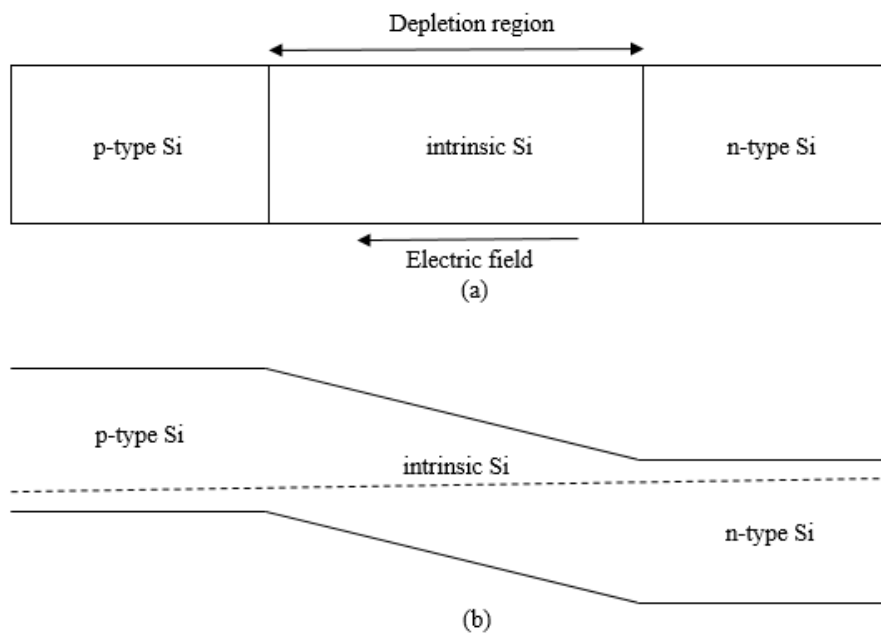 Depletion region
p-type Si
intrinsic Si
n-type Si
Electric field
(a)
p-type Si
intrinsic Si
n-type Si
(b)